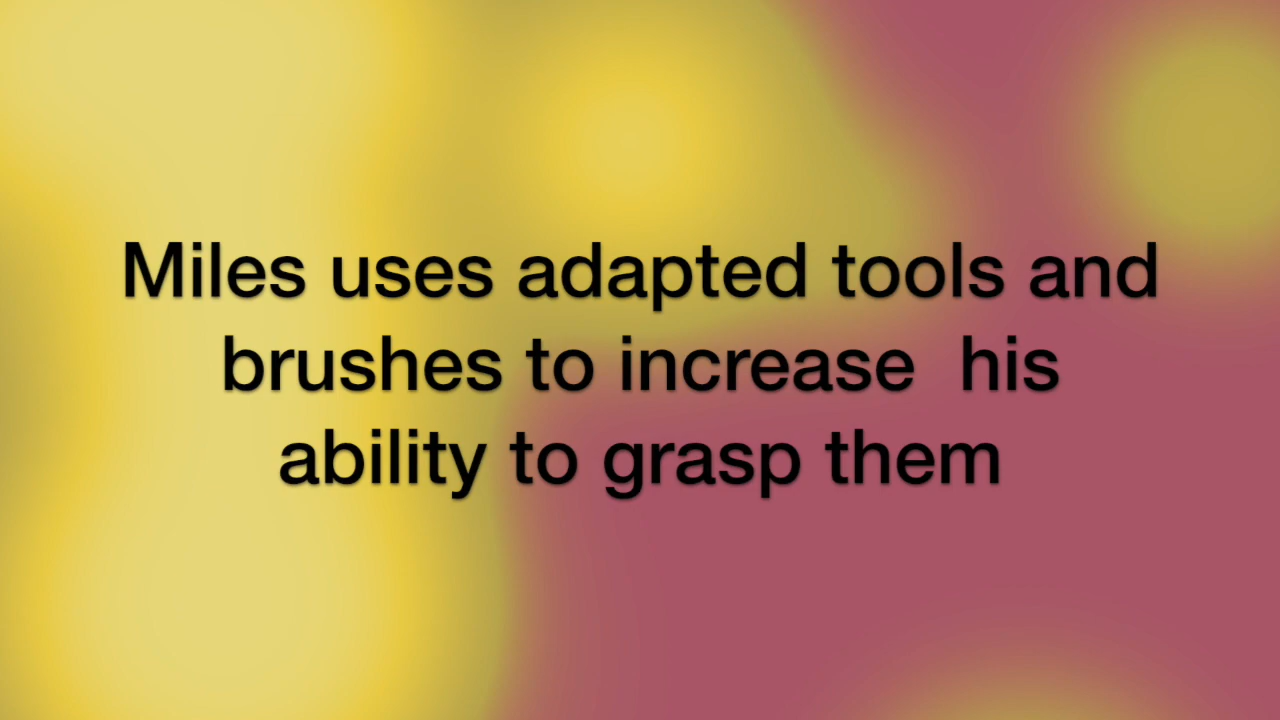 Miles uses adapted tools and
brushes to increase  his
ability to grasp them